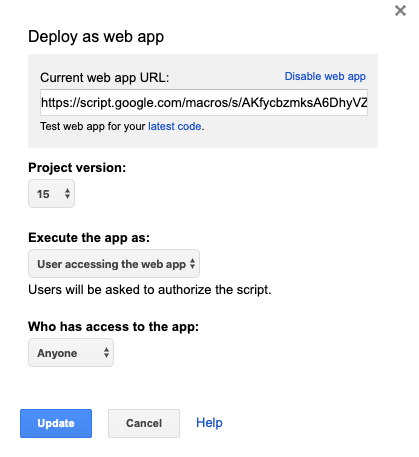 Deploy as web app
Current web app URL: Disable web app
https://script.google.com/macros/s/AKfycbzmksA6DhyVZ
Test web app for your latest code.
Project version:
15
Execute the app as:
User accessing the web app
Users will be asked to authorize the script.
Who has access to the app:
Anyone
Update Cancel Help